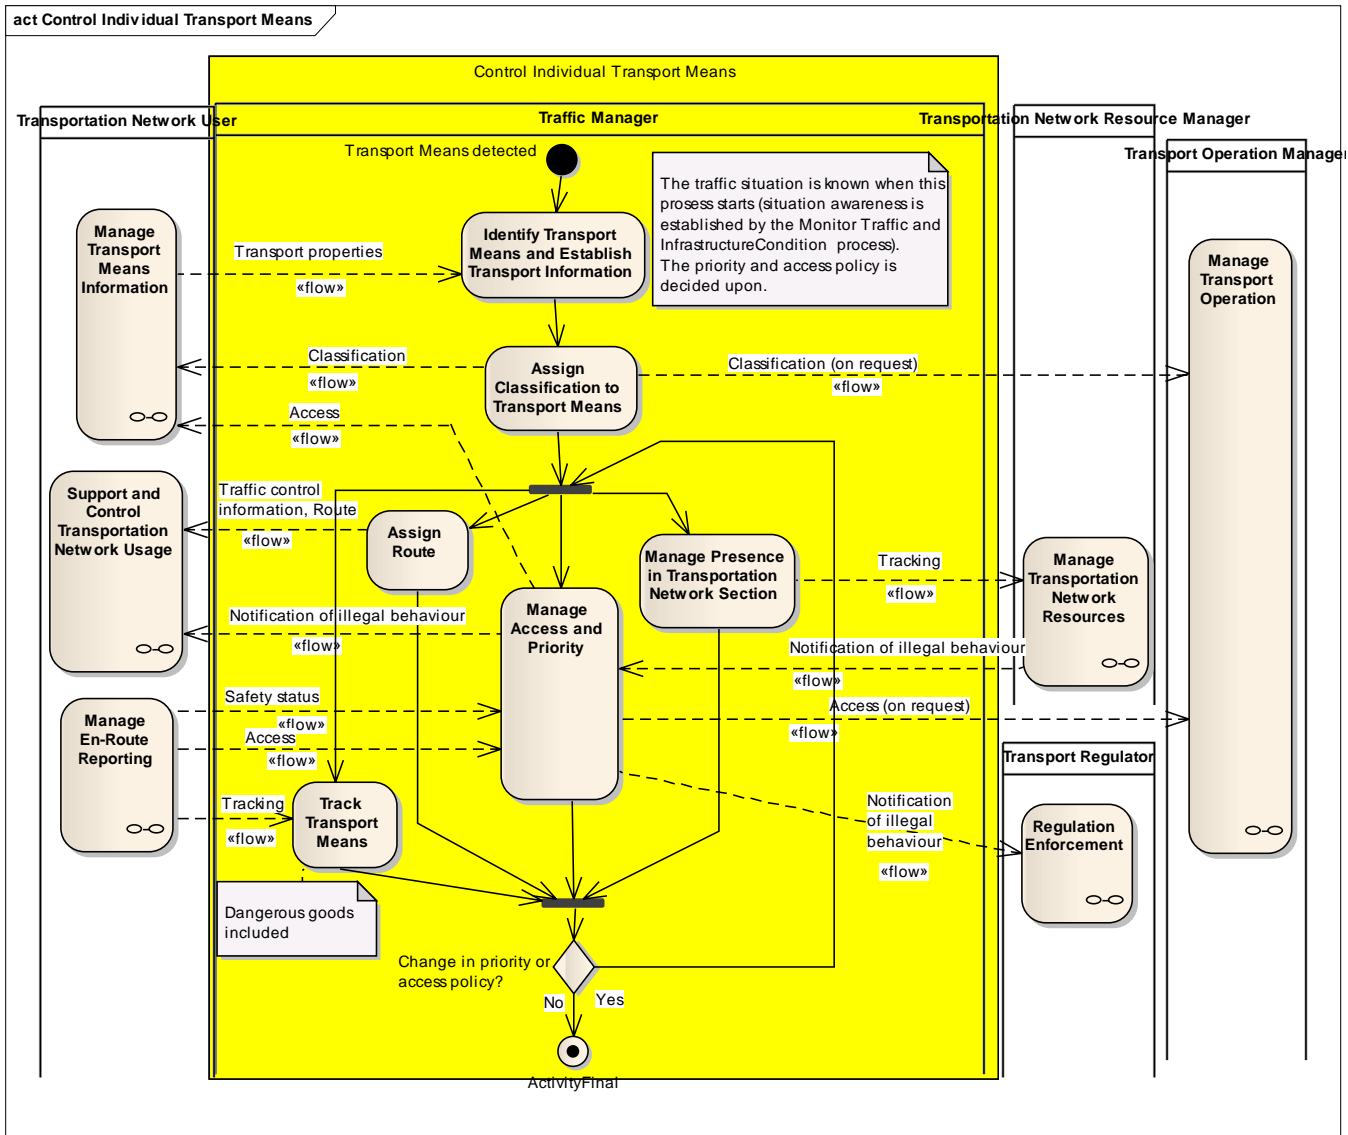 act Control Individual Transport Means
Control Individual Transport Means
Transportation Network User
Traffic Manager
Transportation Network Resource Manager
Transport Operation Manager
Transport Means detected
The traffic situation is known when this
prosess starts (situation awareness is
established by the Monitor Traffic and
InfrastructureCondition process).
The priority and access policy is
decided upon.
Manage
Transport
Means
Information
Transport properties
«flow»
Identify Transport
Means and Establish
Transport Information
Manage
Transport
Operation
Classification
«flow»
Assign
Classification to
Transport Means
Classification (on request)
«flow»
Access
«flow»
Support and
Control
Transportation
Network Usage
Traffic control
information, Route
«flow»
Assign
Route
Manage Presence
in Transportation
Network Section
Tracking
«flow»
Manage
Transportation
Network
Resources
Notification of illegal behaviour
«flow»
Manage
Access and
Priority
Notification of illegal behaviour
«flow»
Safety status
«flow»
Access
«flow»
Access (on request)
«flow»
Manage
En-Route
Reporting
Transport Regulator
Tracking
«flow»
Track
Transport
Means
Notification
of illegal
behaviour
«flow»
Regulation
Enforcement
Dangerous goods
included
Change in priority or
access policy?
No
Yes
ActivityFinal